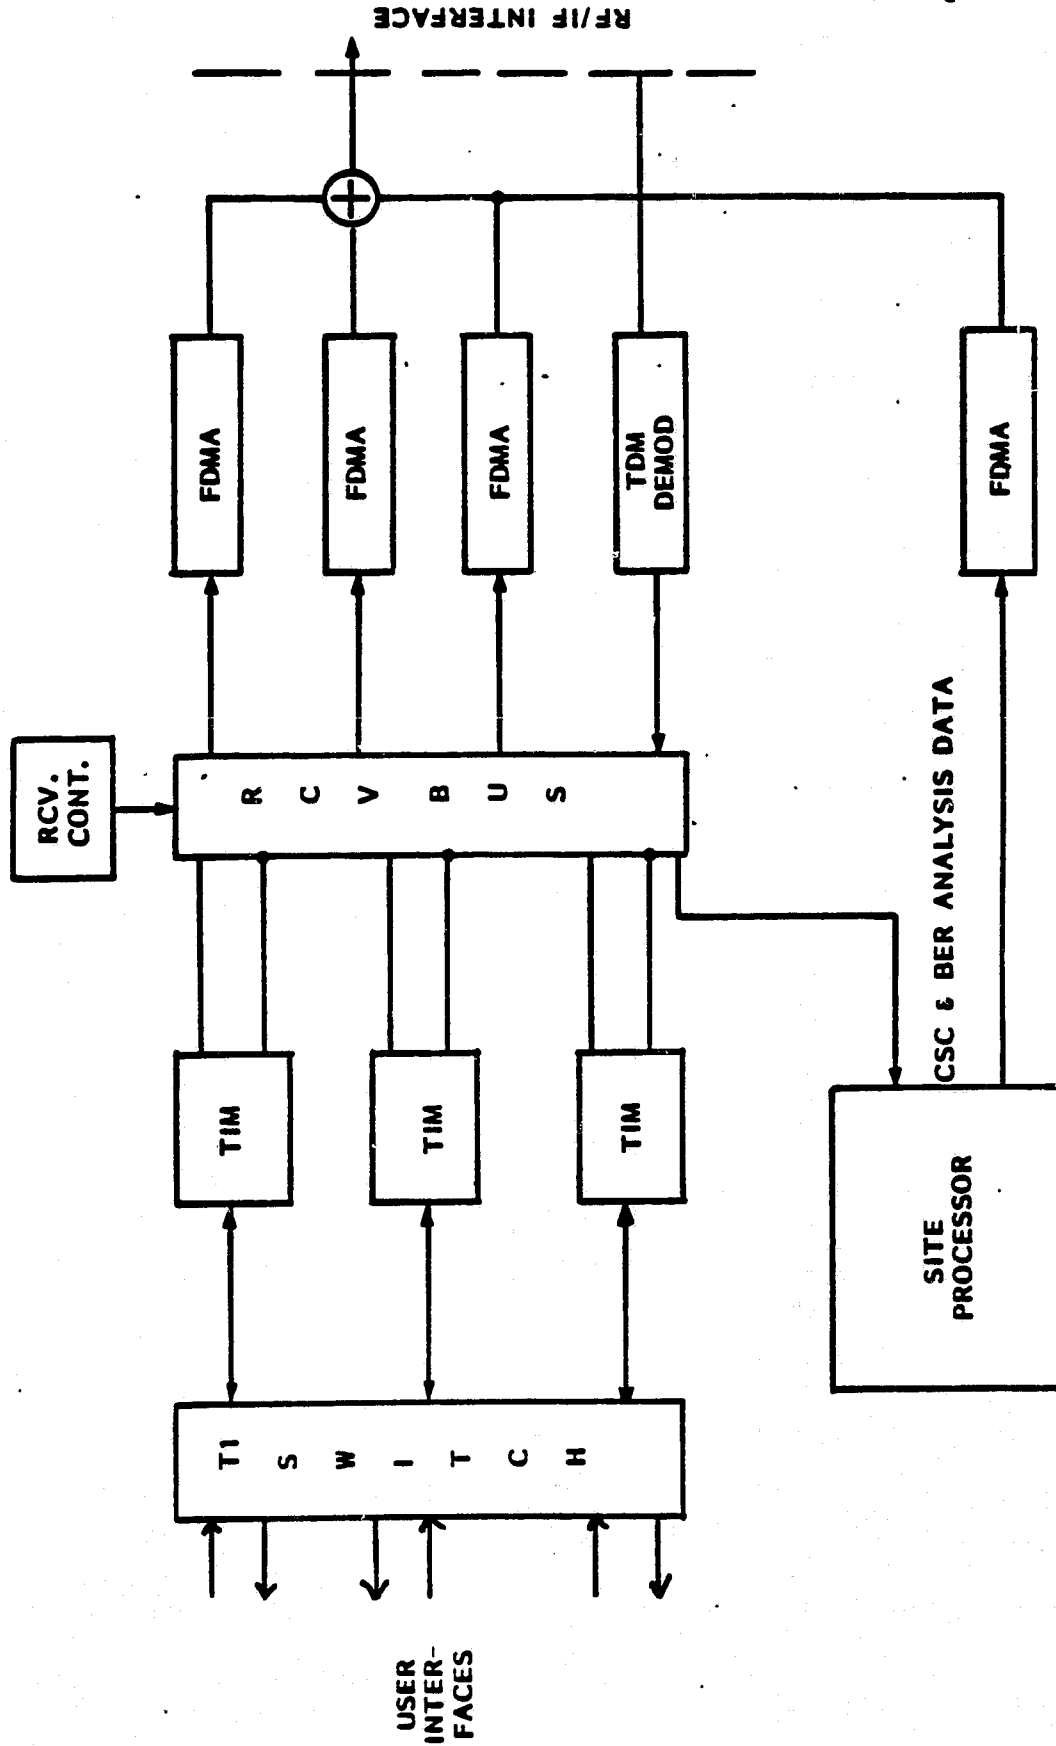 RCV.
CONT.
USER
INTER-
FACES
T1
S
W
I
T
C
H
TIM
TIM
TIM
R
C
V
B
U
S
FDMA
FDMA
FDMA
TDM
DEMOD
FDMA
RF/IF INTERFACE
SITE
PROCESSOR
CSC & BER ANALYSIS DATA